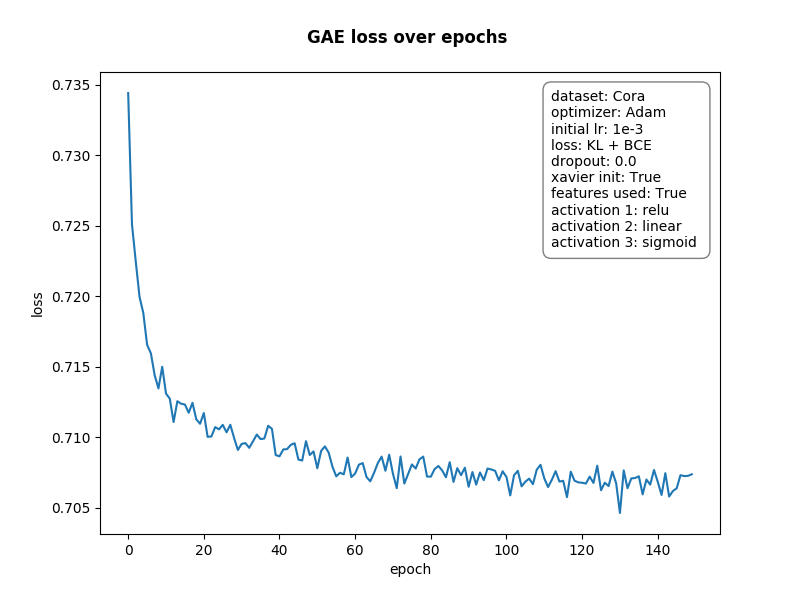 GAE loss over epochs
0.735
0.730
0.725
0.720
0.715
0.710
0.705
loss
dataset: Cora
optimizer: Adam
initial lr: 1e-3
loss: KL + BCE
dropout: 0.0
xavier init: True
features used: True
activation 1: relu
activation 2: linear
activation 3: sigmoid
0 20 40 60 80 100 120 140
epoch